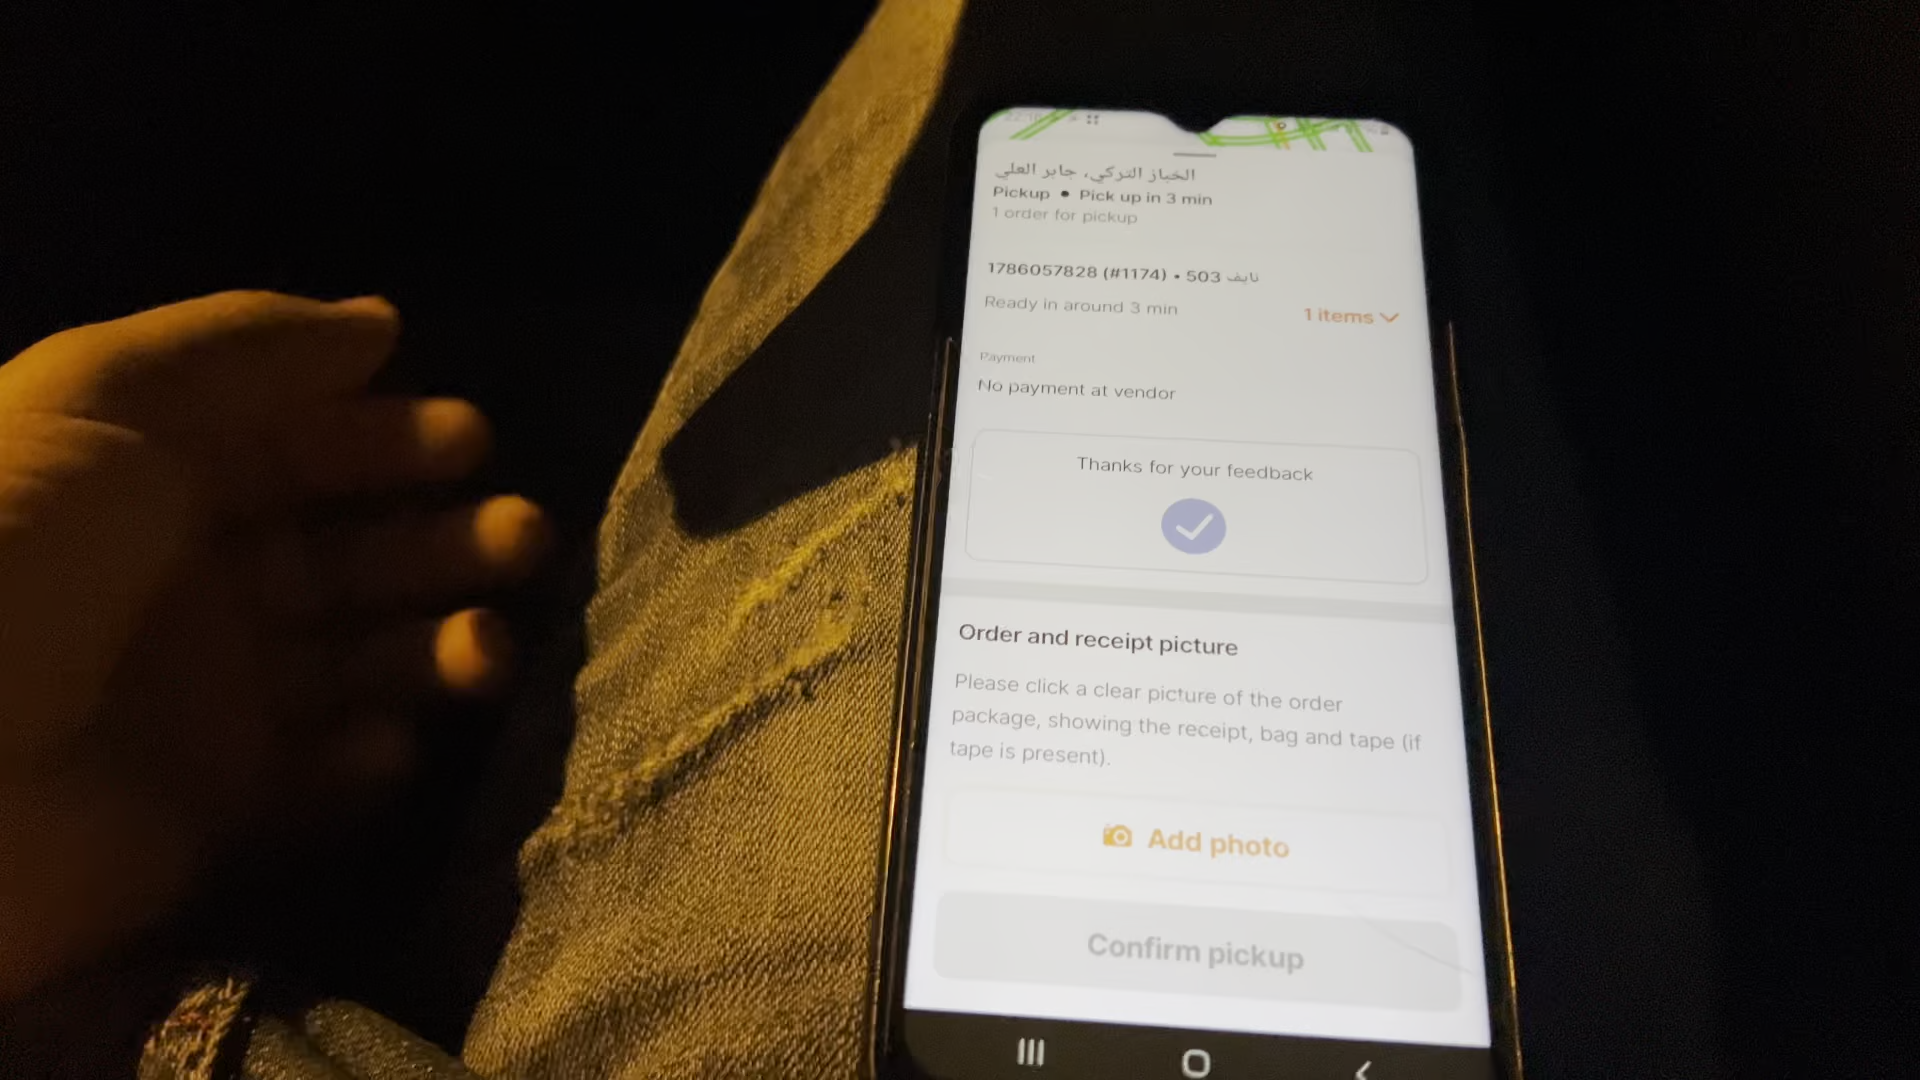 الخباز التركي، جابر العلي
Pickup • Pick up in 3 min
1 order for pickup
1786057828 (#1174) • 503 نايف
Ready in around 3 min
1 items
Payment
No payment at vendor
Thanks for your feedback
Order and receipt picture
Please click a clear picture of the order
package, showing the receipt, bag and tape (if
tape is present).
Add photo
Confirm pickup